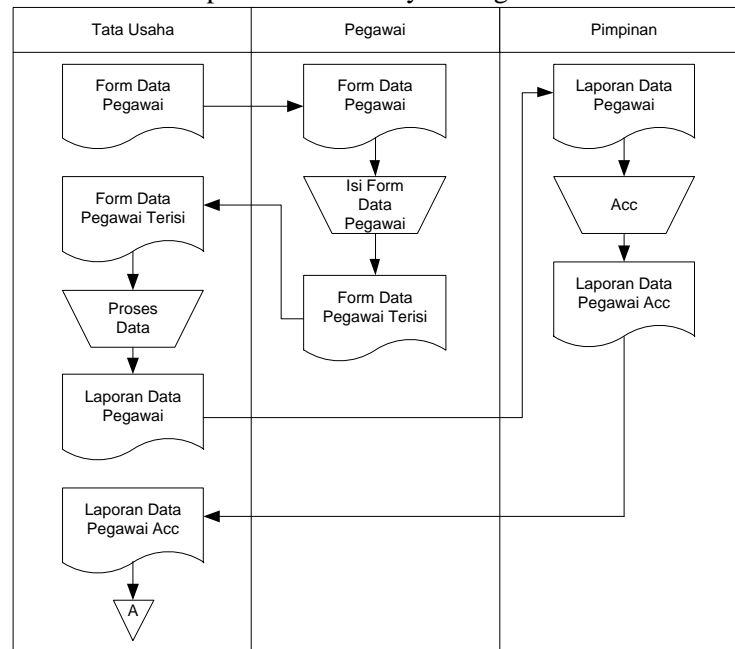 Tata Usaha
Pegawai
Pimpinan
Form Data
Pegawai
Form Data
Pegawai
Laporan Data
Pegawai
Form Data
Pegawai Terisi
Isi Form
Data
Pegawai
Acc
Proses
Data
Form Data
Pegawai Terisi
Laporan Data
Pegawai Acc
Laporan Data
Pegawai
Laporan Data
Pegawai Acc
A